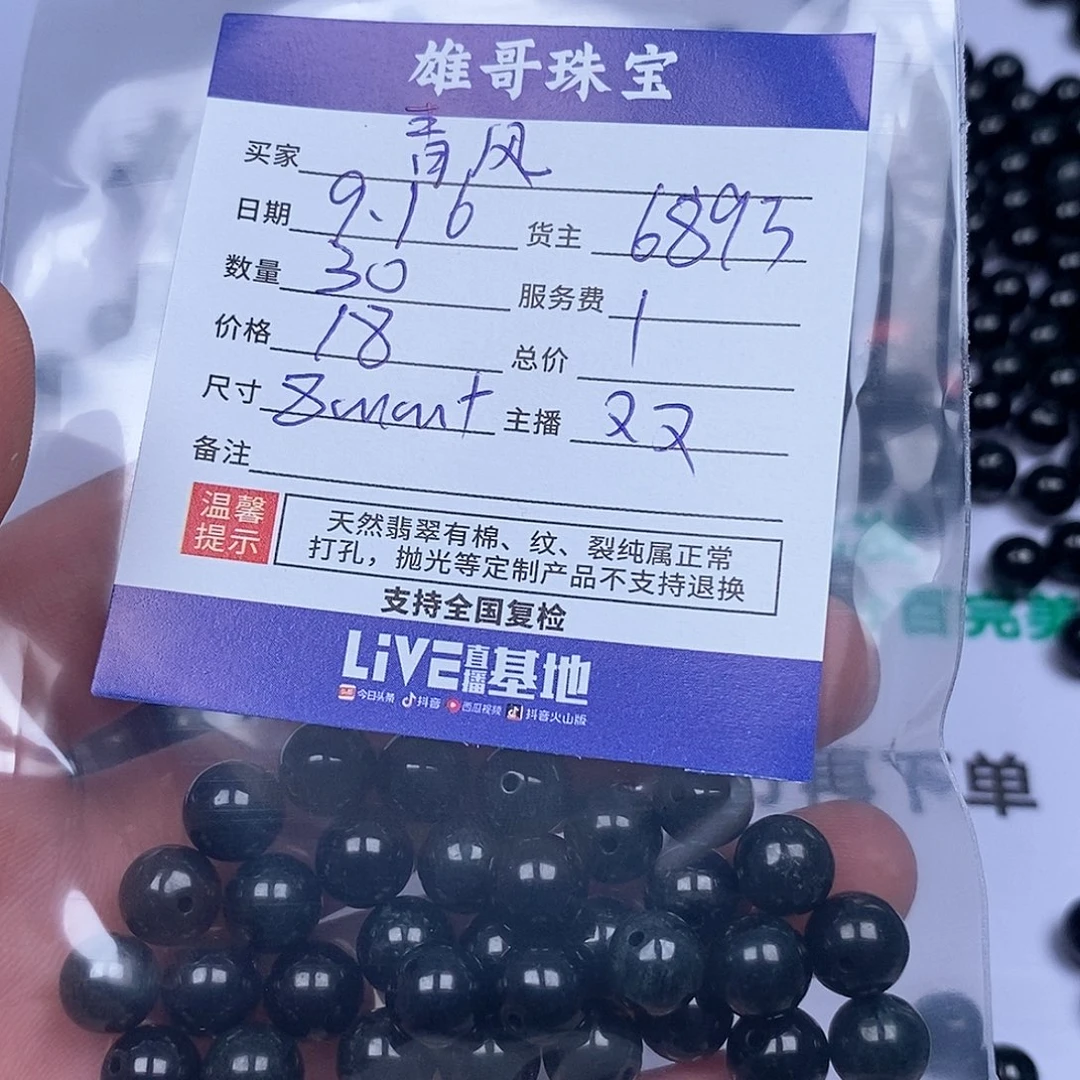 雄哥珠宝
买家 青风
日期 9.16 货主 6893
数量 30 服务费 1
价格 18 总价
尺寸 8mm+ 主播 22
备注
温馨提示
天然翡翠有棉、纹、裂纯属正常
打孔，抛光等定制产品不支持退换
支持全国复检
LiVE直播基地
今日头条 抖音 西瓜视频 抖音火山版
完美
下单